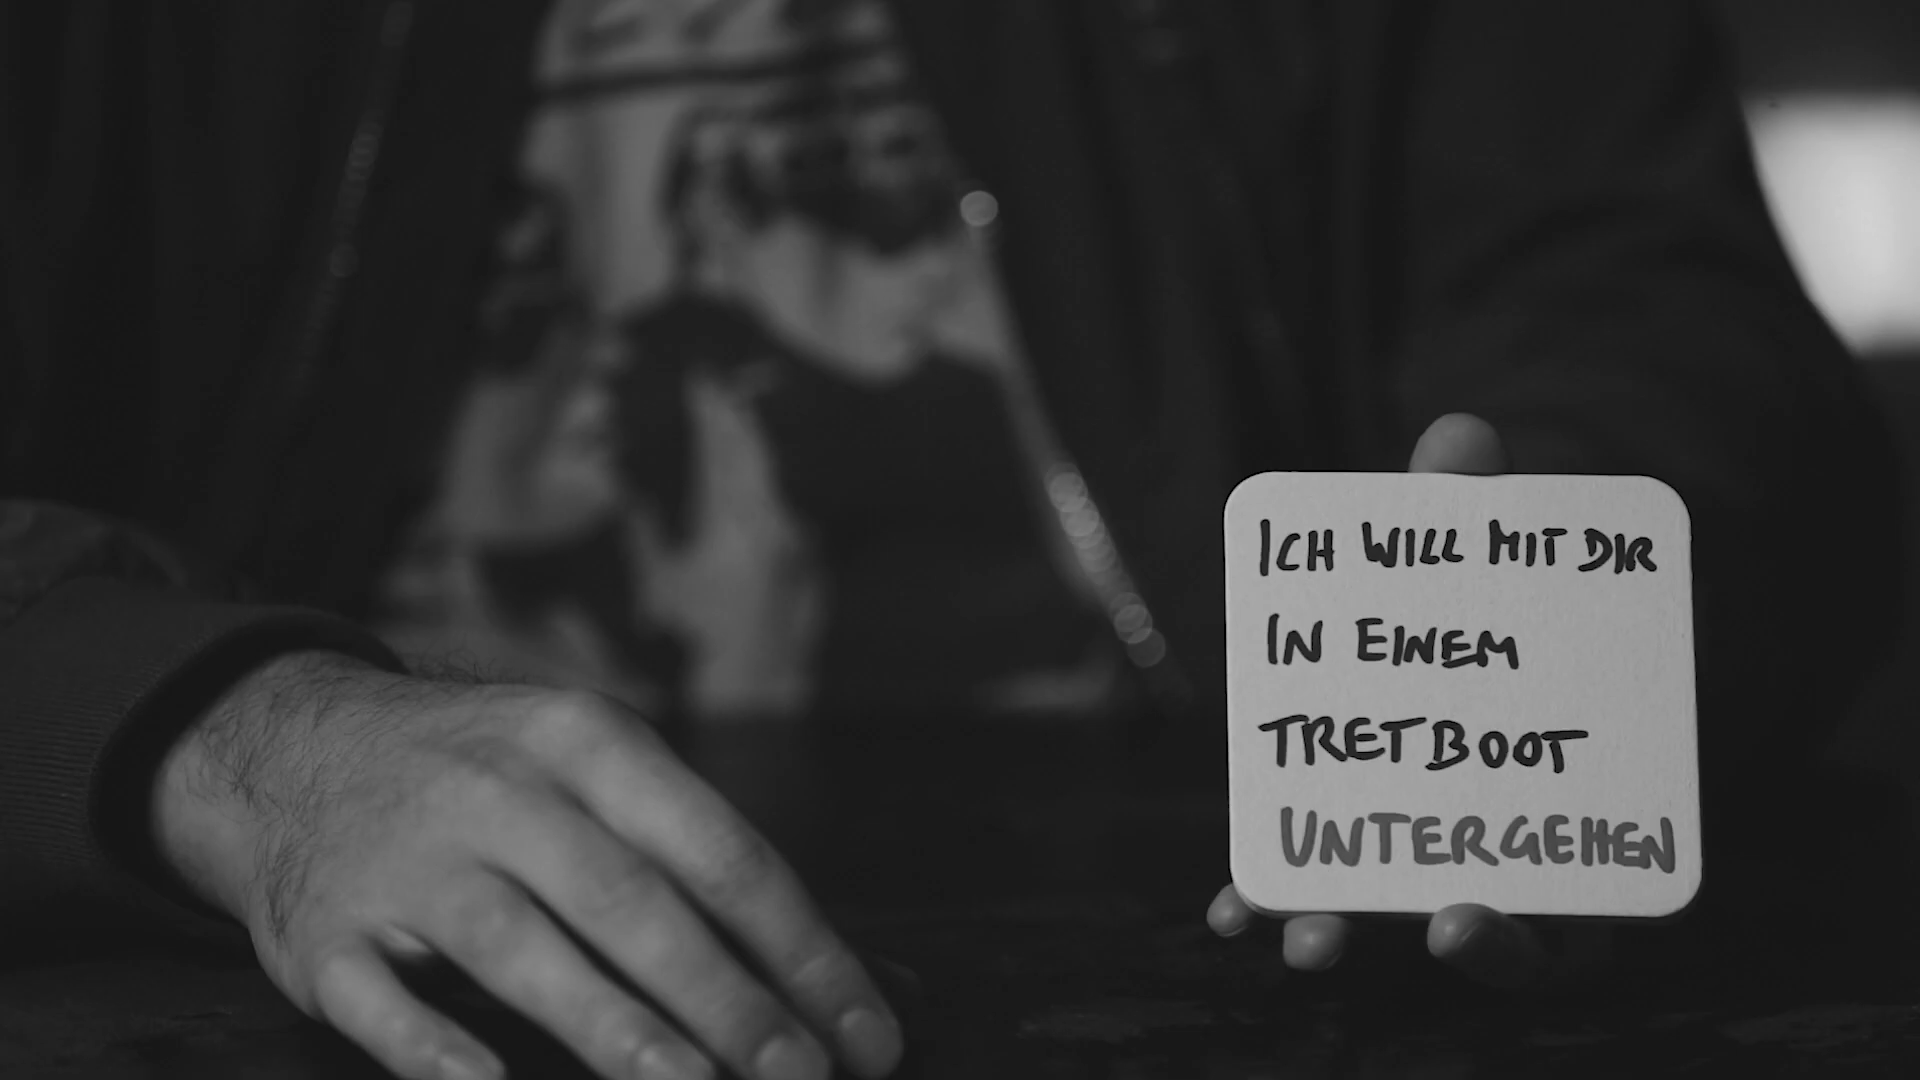 ICH WILL MIT DIR
IN EINEM
TRETBOOT
UNTERGEHEN